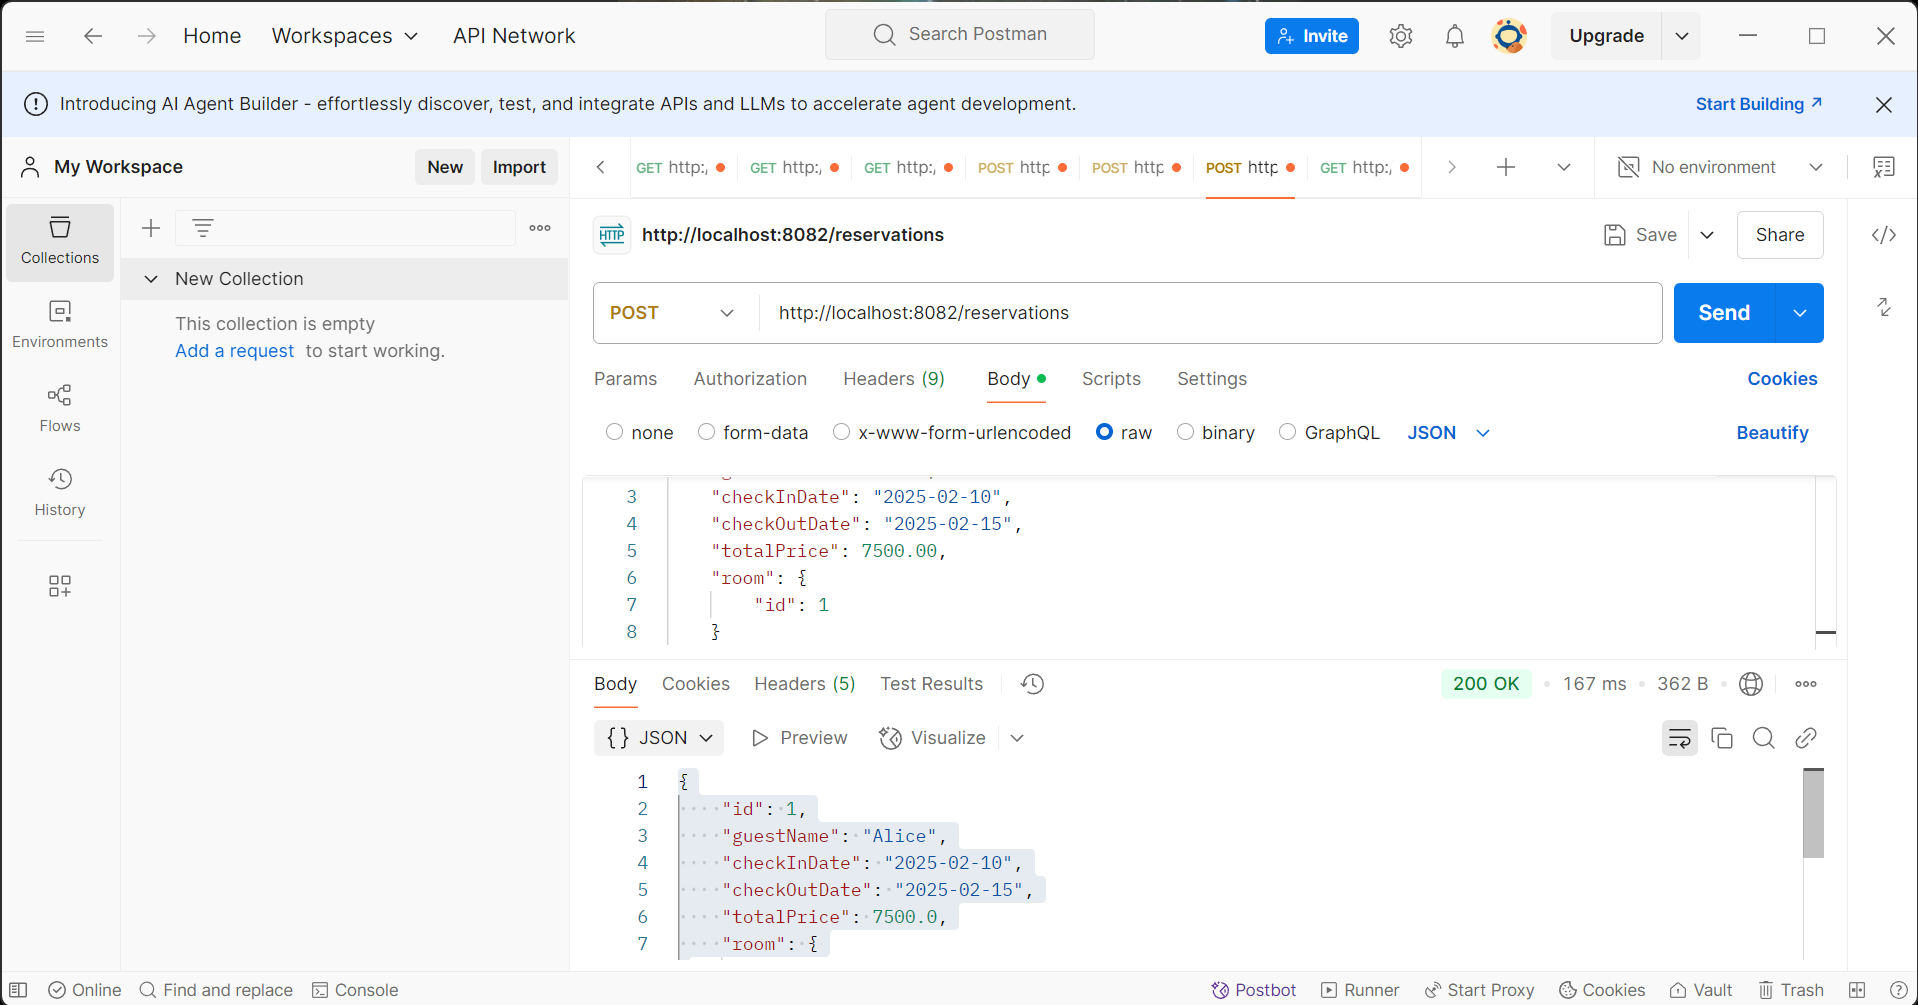 Home Workspaces API Network Search Postman Invite Upgrade
Introducing AI Agent Builder - effortlessly discover, test, and integrate APIs and LLMs to accelerate agent development. Start Building
My Workspace New Import
GET http:/ GET http:/ GET http:/ POST http POST http POST http GET http:/ No environment
Collections
New Collection
This collection is empty
Add a request to start working.
Environments
Flows
History
HTTP http://localhost:8082/reservations Save Share
POST http://localhost:8082/reservations Send
Params Authorization Headers (9) Body Scripts Settings Cookies
none form-data x-www-form-urlencoded raw binary GraphQL JSON Beautify
3 "checkInDate": "2025-02-10",
4 "checkOutDate": "2025-02-15",
5 "totalPrice": 7500.00,
6 "room": {
7 "id": 1
8 }
Body Cookies Headers (5) Test Results 200 OK 167 ms 362 B
{} JSON Preview Visualize
1 {
2 "id": 1,
3 "guestName": "Alice",
4 "checkInDate": "2025-02-10",
5 "checkOutDate": "2025-02-15",
6 "totalPrice": 7500.0,
7 "room": {
Online Find and replace Console Postbot Runner Start Proxy Cookies Vault Trash